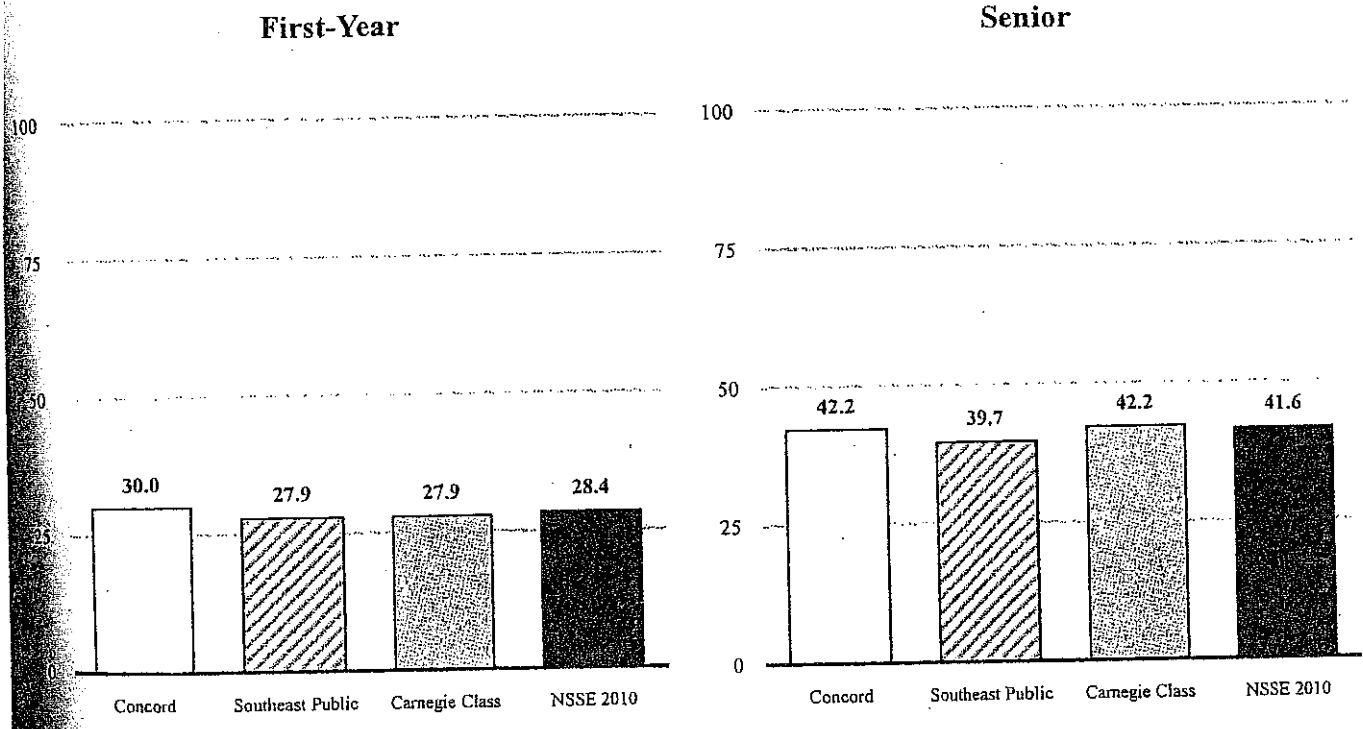 First-Year
100
75
50
25
0
30.0
27.9
27.9
28.4
Concord
Southeast Public
Carnegie Class
NSSE 2010
Senior
100
75
50
25
0
42.2
39.7
42.2
41.6
Concord
Southeast Public
Carnegie Class
NSSE 2010